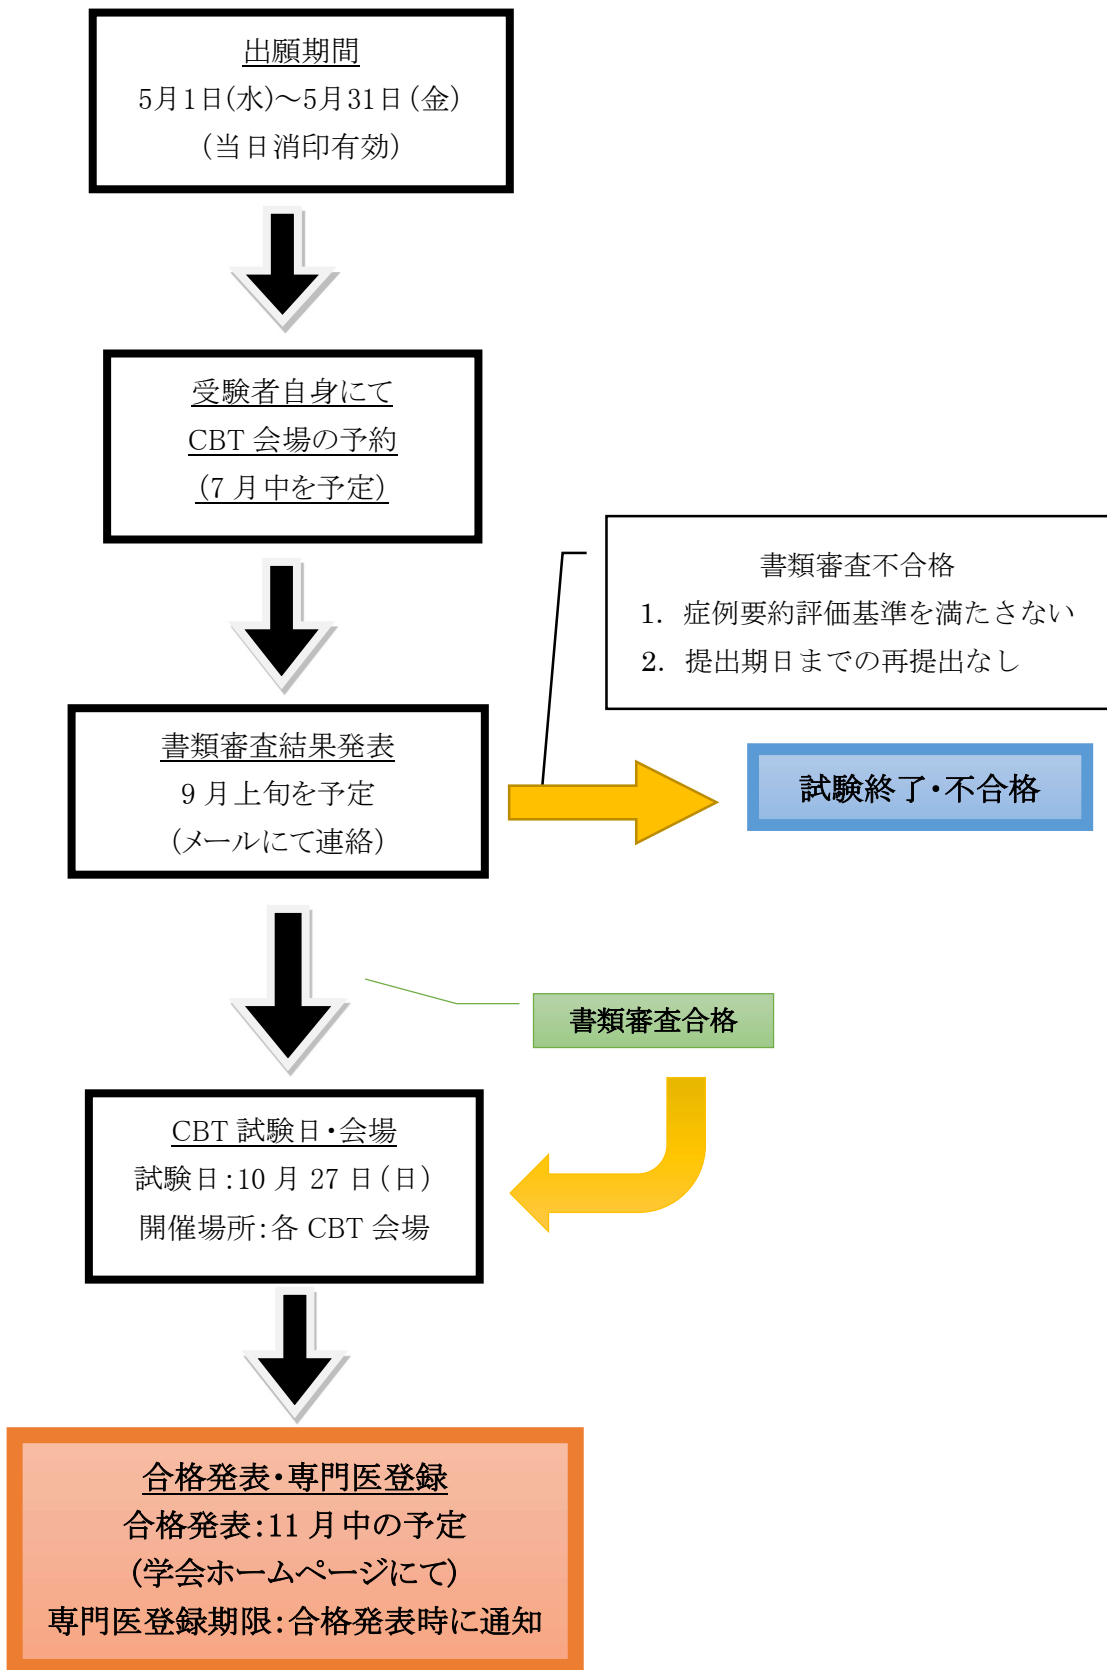 出願期間
5月1日(水)～5月31日(金)
(当日消印有効)
受験者自身にて
CBT 会場の予約
(7 月中を予定)
書類審査不合格
1. 症例要約評価基準を満たさない
2. 提出期日までの再提出なし
書類審査結果発表
9 月上旬を予定
(メールにて連絡)
試験終了・不合格
書類審査合格
CBT 試験日・会場
試験日:10 月 27 日(日)
開催場所:各 CBT 会場
合格発表・専門医登録
合格発表:11 月中の予定
(学会ホームページにて)
専門医登録期限:合格発表時に通知